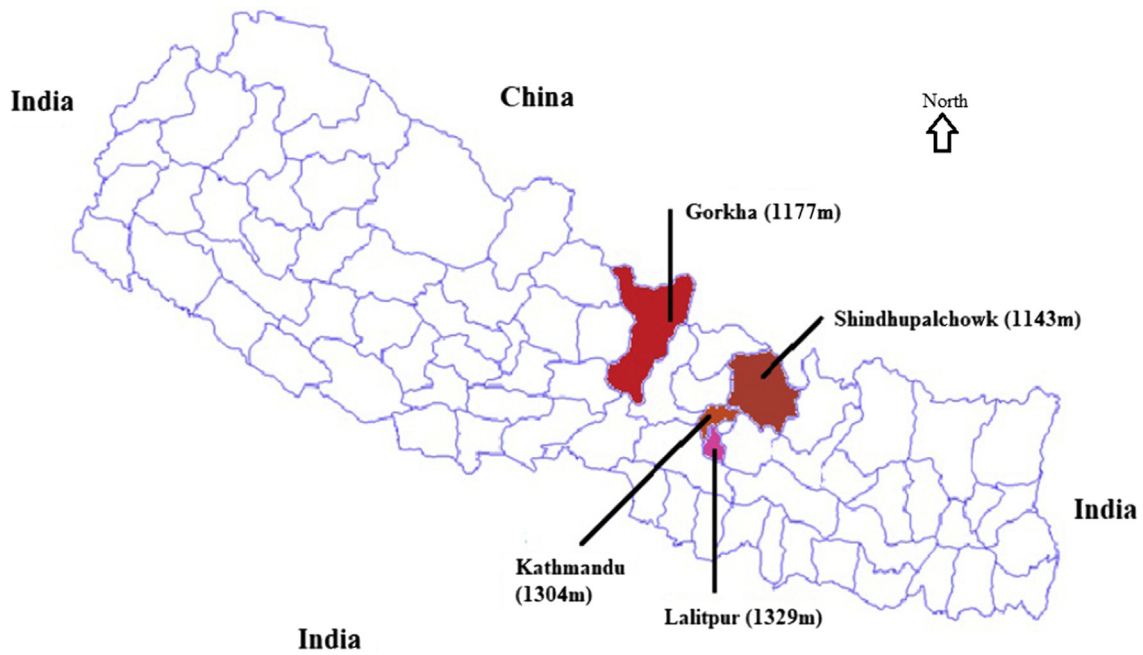 India
China
North
Gorkha (1177m)
Shindhupalchowk (1143m)
India
Kathmandu
(1304m)
Lalitpur (1329m)
India